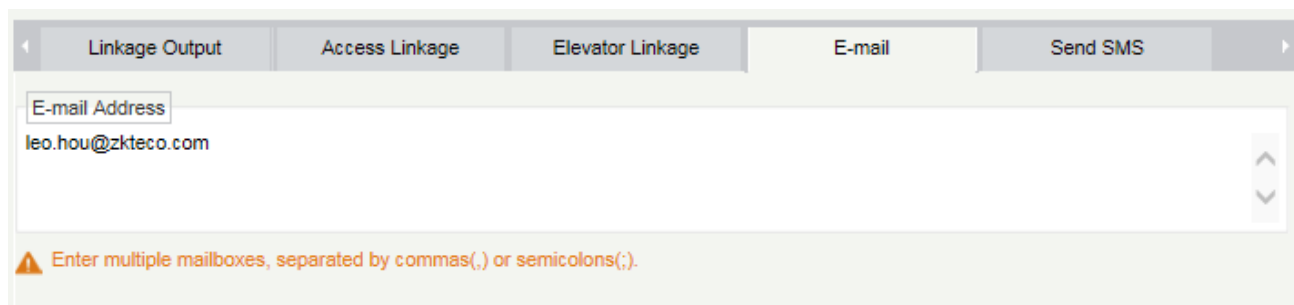 Linkage Output Access Linkage Elevator Linkage E-mail Send SMS
E-mail Address
leo.hou@zkteco.com
Enter multiple mailboxes, separated by commas(,) or semicolons(;).